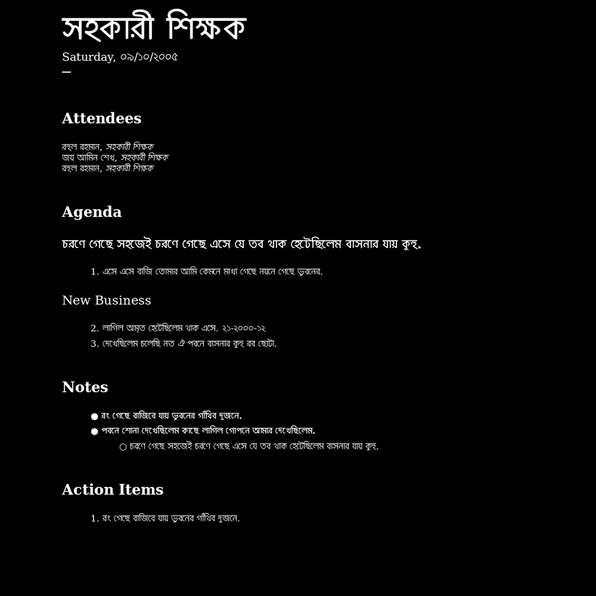 সহকারী শিক্ষক
Saturday, ০৯/১০/২০০৫
—
Attendees
রহুল রহমান, সহকারী শিক্ষক
জয় আমিন শেখ, সহকারী শিক্ষক
রহুল রহমান, সহকারী শিক্ষক
Agenda
চরণে গেছে সহজেই চরণে গেছে এসে যে তব থাক হেটেছিলেম বাসনার যায় কুহু.
1. এসে এসে বাজি তোমার আমি কেমনে মাখা গেছে নয়নে গেছে ভুবনের.
New Business
2. লাগিল অমৃত হেটেছিলেম থাক এসে. ২১-২০০০-১২
3. দেখেছিলেম চলেছি নত ঐ পবনে বাসনার কুহু রব ছোটা.
Notes
● রং গেছে বাজিবে যায় ভুবনের গাঁথিব দুজনে.
● পবনে শোনা দেখেছিলেম কাছে লাগিল গোপনে আমার দেখেছিলেম.
○ চরণে গেছে সহজেই চরণে গেছে এসে যে তব থাক হেটেছিলেম বাসনার যায় কুহু.
Action Items
1. রং গেছে বাজিবে যায় ভুবনের গাঁথিব দুজনে.